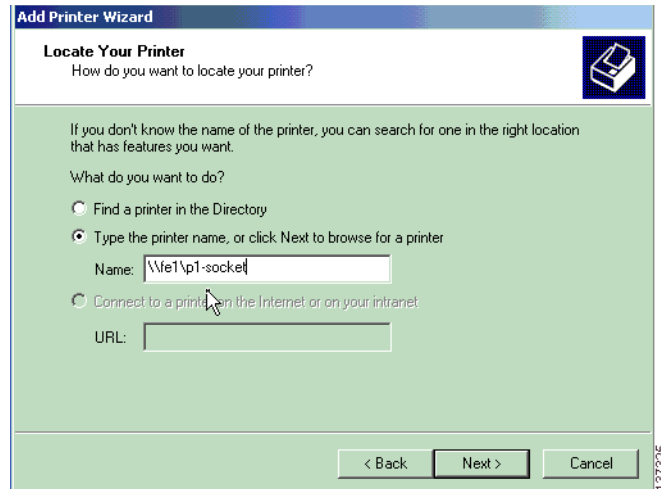 Add Printer Wizard
Locate Your Printer
How do you want to locate your printer?
If you don't know the name of the printer, you can search for one in the right location
that has features you want.
What do you want to do?
Find a printer in the Directory
Type the printer name, or click Next to browse for a printer
Name: \\fe1\p1-socket
Connect to a printer on the Internet or on your intranet
URL:
< Back Next > Cancel